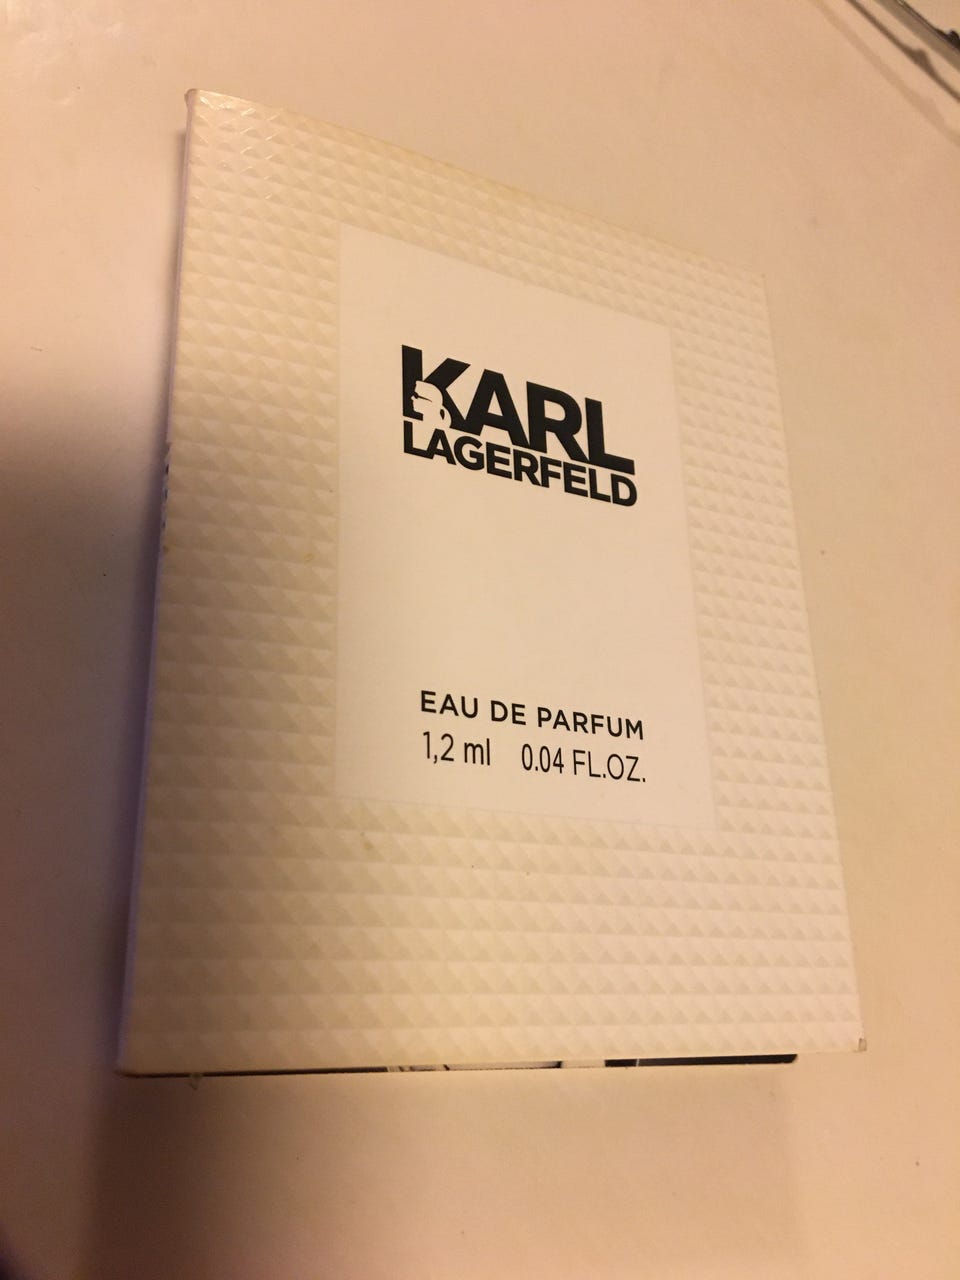 KARL
LAGERFELD
EAU DE PARFUM
1,2 ml 0.04 FL.OZ.